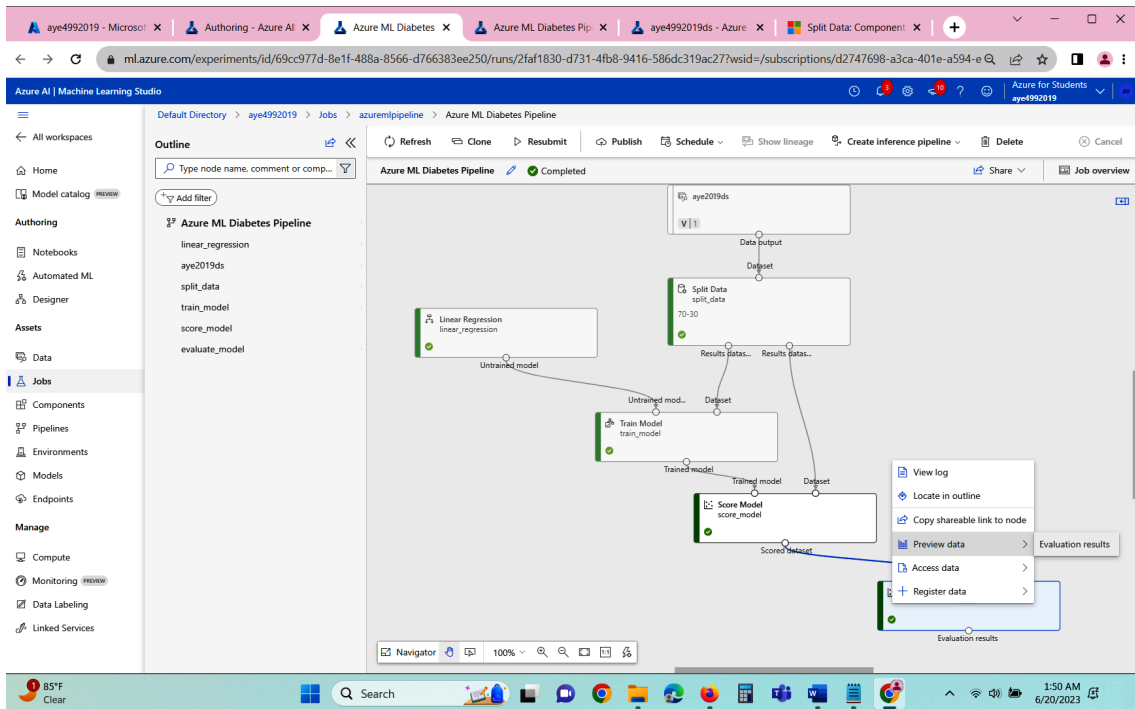 aye4992019 - Microsof
Authoring - Azure AI
Azure ML Diabetes
Azure ML Diabetes Pip
aye4992019ds - Azure
Split Data: Component
ml.azure.com/experiments/id/69cc977d-8e1f-488a-8566-d766383ee250/runs/2faf1830-d731-4fb8-9416-586dc319ac27?wsid=/subscriptions/d2747698-a3ca-401e-a594-e
Azure AI | Machine Learning Studio
3
10
Azure for Students
aye4992019
Default Directory > aye4992019 > Jobs > azuremlpipeline > Azure ML Diabetes Pipeline
All workspaces
Home
Model catalog PREVIEW
Authoring
Notebooks
Automated ML
Designer
Assets
Data
Jobs
Components
Pipelines
Environments
Models
Endpoints
Manage
Compute
Monitoring PREVIEW
Data Labeling
Linked Services
Outline
Type node name, comment or comp...
Add filter
Azure ML Diabetes Pipeline
linear_regression
aye2019ds
split_data
train_model
score_model
evaluate_model
Refresh Clone Resubmit Publish Schedule Show lineage Create inference pipeline Delete Cancel
Azure ML Diabetes Pipeline Completed Share Job overview
aye2019ds
V 1
Data output
Dataset
Split Data
split_data
70-30
Results datas... Results datas...
Linear Regression
linear_regression
Untrained model
Untrained mod... Dataset
Train Model
train_model
Trained model
Trained model Dataset
Score Model
score_model
Scored dataset
View log
Locate in outline
Copy shareable link to node
Preview data
Evaluation results
Access data
Register data
Evaluation results
Navigator 100% 1:1
1
85°F
Clear
Search
1:50 AM
6/20/2023